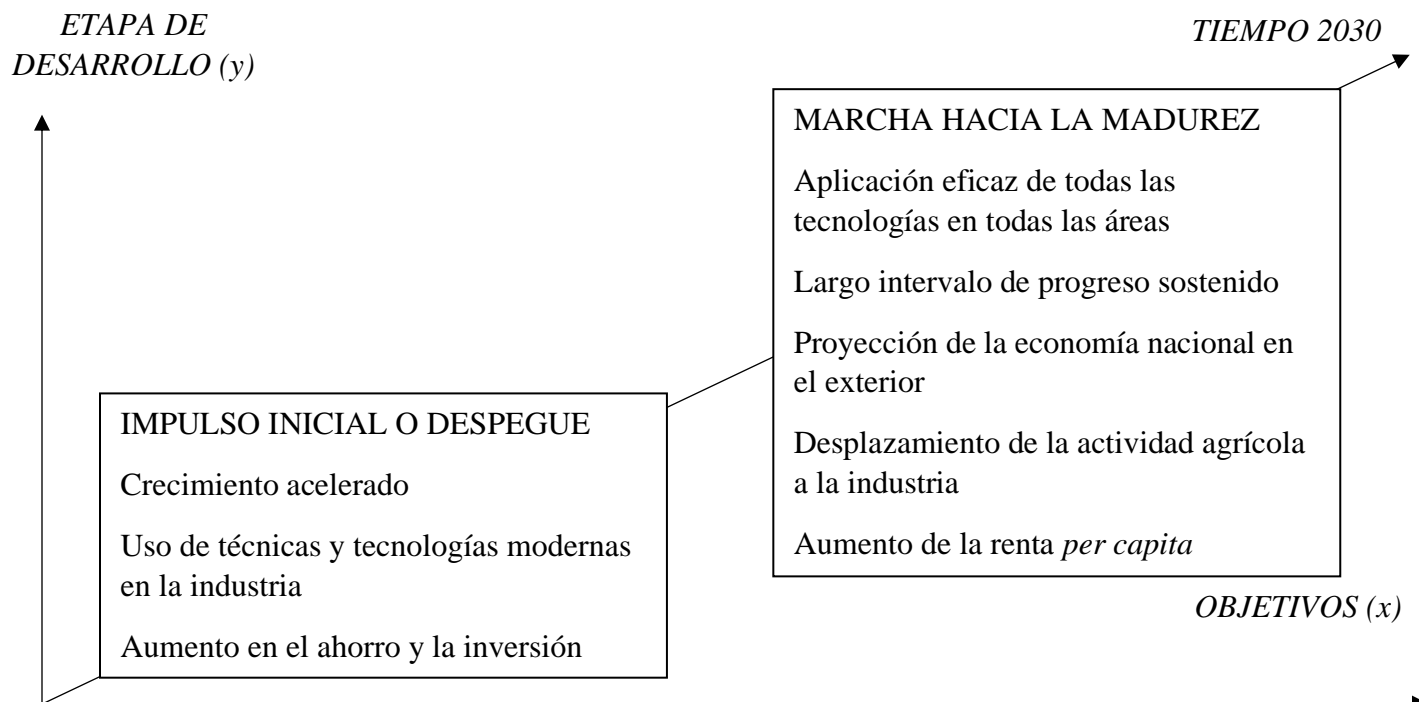 ETAPA DE
DESARROLLO (y)
TIEMPO 2030
MARCHA HACIA LA MADUREZ
Aplicación eficaz de todas las
tecnologías en todas las áreas
Largo intervalo de progreso sostenido
Proyección de la economía nacional en
el exterior
Desplazamiento de la actividad agrícola
a la industria
Aumento de la renta per capita
IMPULSO INICIAL O DESPEGUE
Crecimiento acelerado
Uso de técnicas y tecnologías modernas
en la industria
Aumento en el ahorro y la inversión
OBJETIVOS (x)